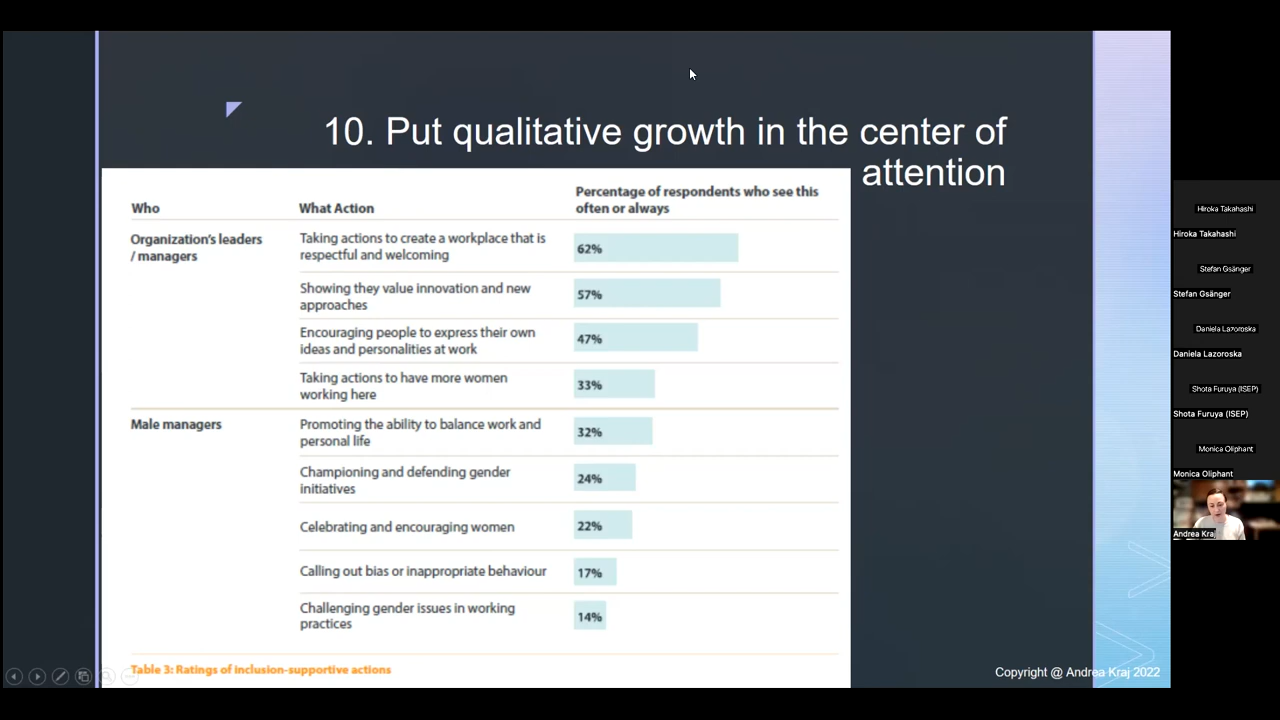 10. Put qualitative growth in the center of
attention
Who
What Action
Percentage of respondents who see this
often or always
Organization's leaders
/ managers
Taking actions to create a workplace that is
respectful and welcoming
62%
Showing they value innovation and new
approaches
57%
Encouraging people to express their own
ideas and personalities at work
47%
Taking actions to have more women
working here
33%
Male managers
Promoting the ability to balance work and
personal life
32%
Championing and defending gender
initiatives
24%
Celebrating and encouraging women
22%
Calling out bias or inappropriate behaviour
17%
Challenging gender issues in working
practices
14%
Table 3: Ratings of inclusion-supportive actions
Copyright @ Andrea Kraj 2022
Hiroka Takahashi
Hiroka Takahashi
Stefan Gsänger
Stefan Gsänger
Daniela Lazoroska
Daniela Lazoroska
Shota Furuya (ISEP)
Shota Furuya (ISEP)
Monica Oliphant
Monica Oliphant
Andrea Kraj